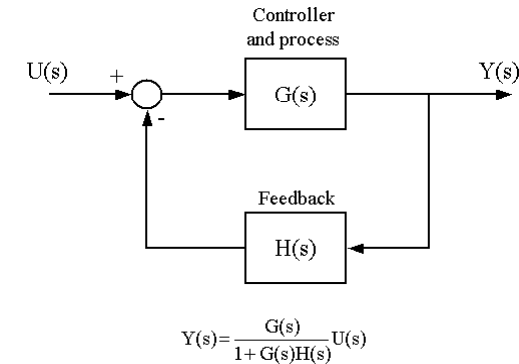 Controller
and process
U(s)
+
G(s)
Y(s)
-
Feedback
H(s)
Y(s)= G(s) / 1+G(s)H(s) U(s)